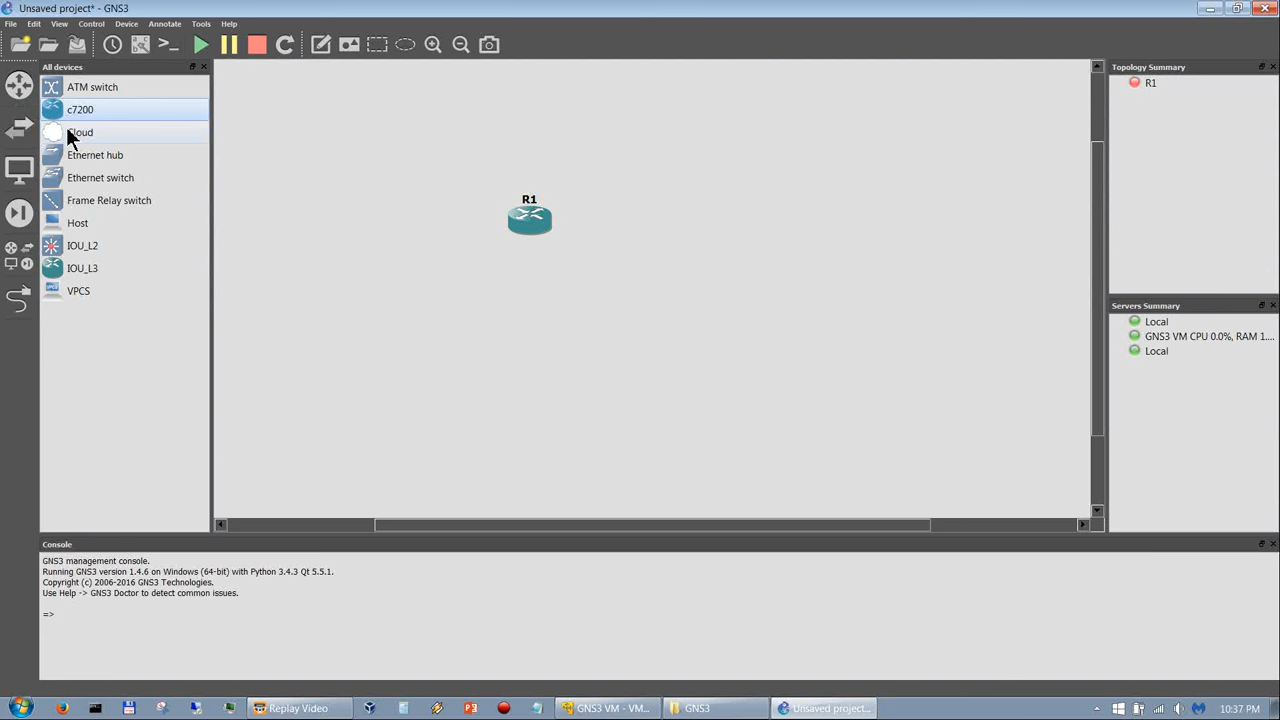 Unsaved project* - GNS3
File Edit View Control Device Annotate Tools Help
All devices
ATM switch
c7200
Cloud
Ethernet hub
Ethernet switch
Frame Relay switch
Host
IOU_L2
IOU_L3
VPCS
R1
Topology Summary
R1
Servers Summary
Local
GNS3 VM CPU 0.0%, RAM 1....
Local
Console
GNS3 management console.
Running GNS3 version 1.4.6 on Windows (64-bit) with Python 3.4.3 Qt 5.5.1.
Copyright (c) 2006-2016 GNS3 Technologies.
Use Help -> GNS3 Doctor to detect common issues.
=>
Replay Video
GNS3 VM - VM...
GNS3
Unsaved project...
10:37 PM